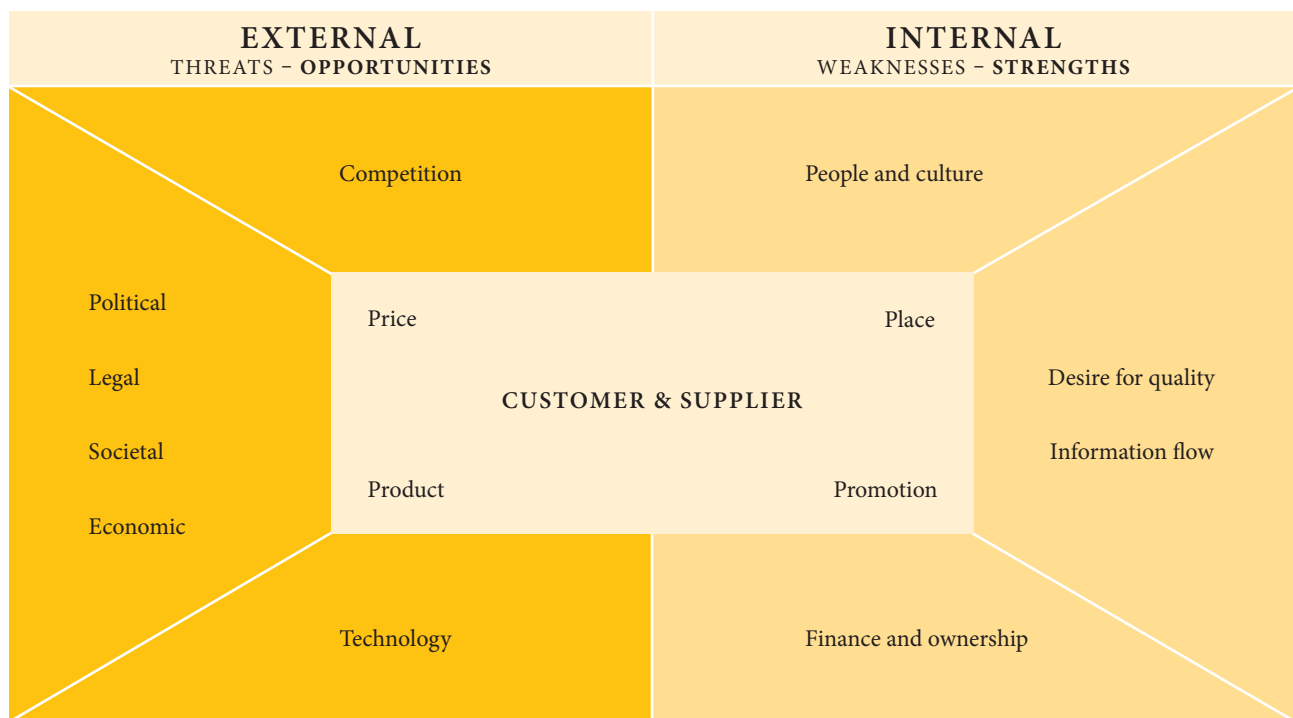 EXTERNAL
THREATS – OPPORTUNITIES
INTERNAL
WEAKNESSES – STRENGTHS
Competition
People and culture
Political
Legal
Societal
Economic
Price
Place
CUSTOMER & SUPPLIER
Product
Promotion
Desire for quality
Information flow
Technology
Finance and ownership